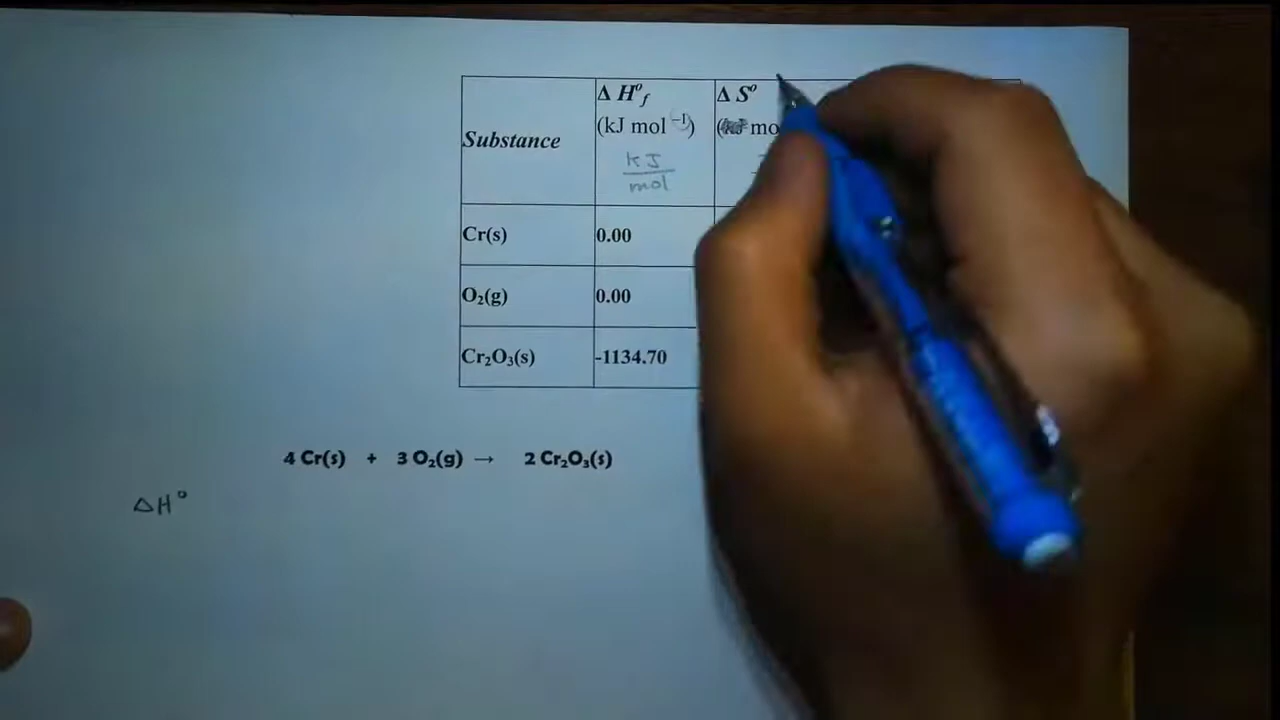 Δ H°f Δ S°
(kJ mol -1) ( mo
Substance
kJ
mol
Cr(s) 0.00
O₂(g) 0.00
Cr₂O₃(s) -1134.70
4 Cr(s) + 3 O₂(g) → 2 Cr₂O₃(s)
ΔH°